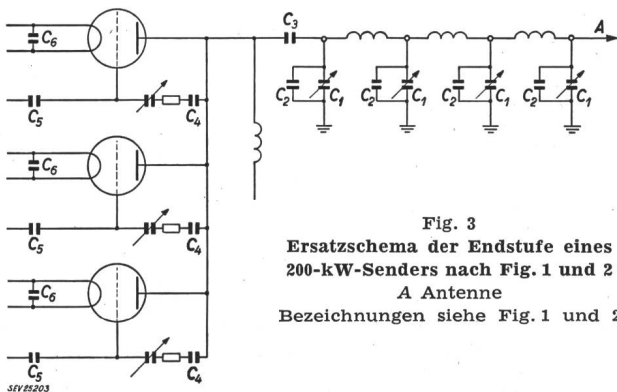 C3
A
C6
C2 C1 C2 C1 C2 C1 C2 C1
C5 C4
C6
C5 C4
C6
C5 C4
Fig. 3
Ersatzschema der Endstufe eines
200-kW-Senders nach Fig. 1 und 2
A Antenne
Bezeichnungen siehe Fig. 1 und 2
SEV25203